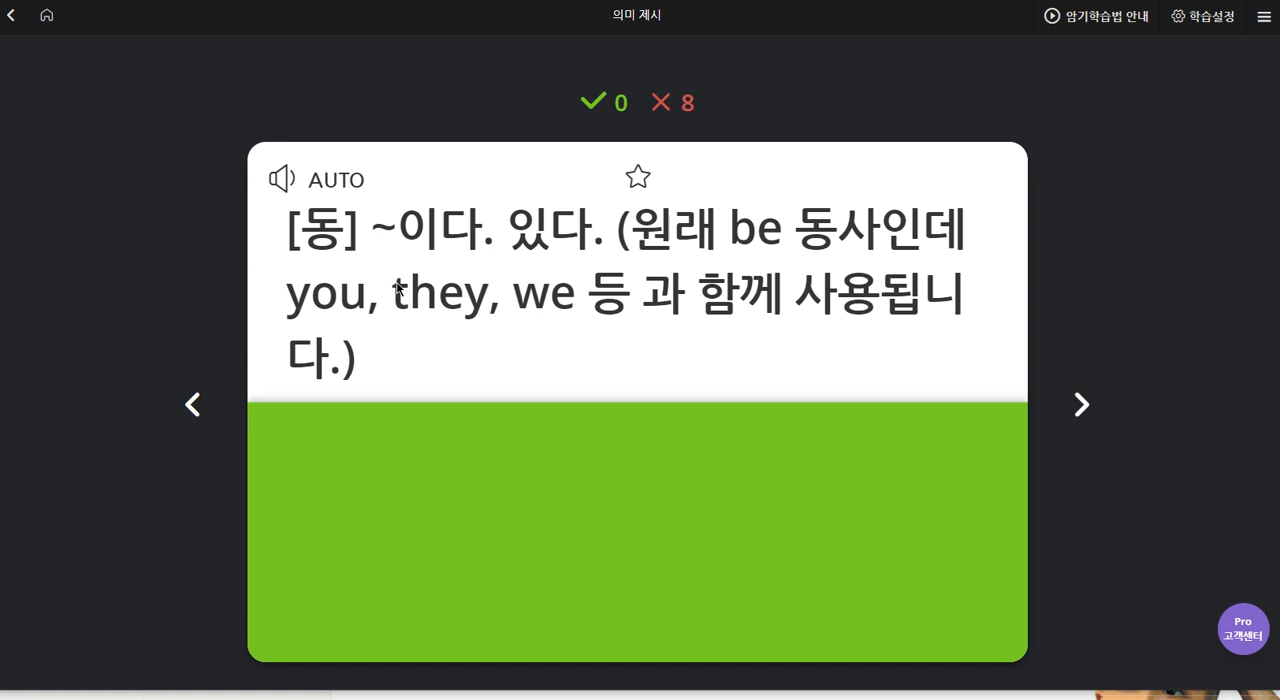 의미 제시
암기학습법 안내
학습설정
0
8
AUTO
[동] ~이다. 있다. (원래 be 동사인데
you, they, we 등 과 함께 사용됩니
다.)
Pro
고객센터